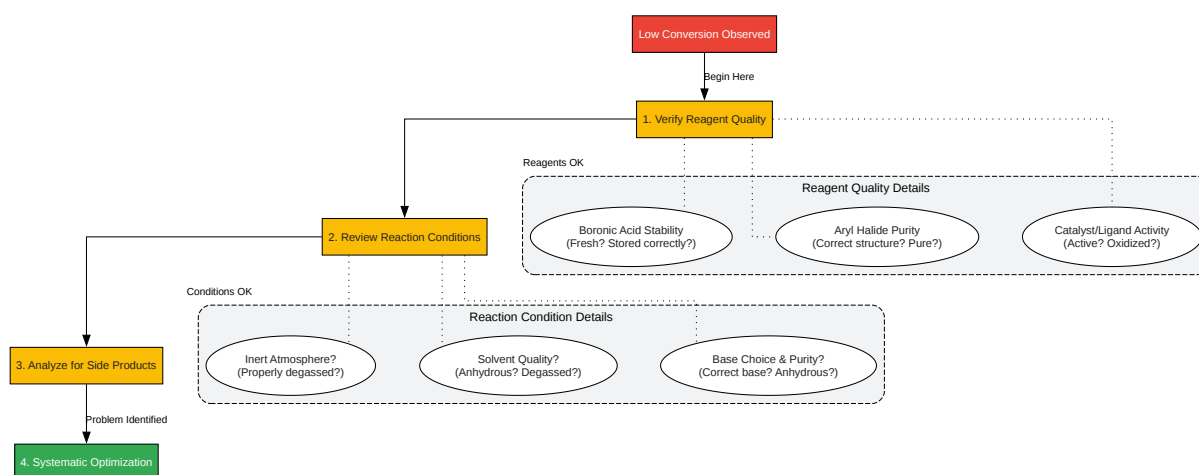 Low Conversion Observed
Begin Here
1. Verify Reagent Quality
Reagents OK
Reagent Quality Details
Boronic Acid Stability
(Fresh? Stored correctly?)
Aryl Halide Purity
(Correct structure? Pure?)
Catalyst/Ligand Activity
(Active? Oxidized?)
2. Review Reaction Conditions
Conditions OK
Reaction Condition Details
Inert Atmosphere?
(Properly degassed?)
Solvent Quality?
(Anhydrous? Degassed?)
Base Choice & Purity?
(Correct base? Anhydrous?)
3. Analyze for Side Products
Problem Identified
4. Systematic Optimization